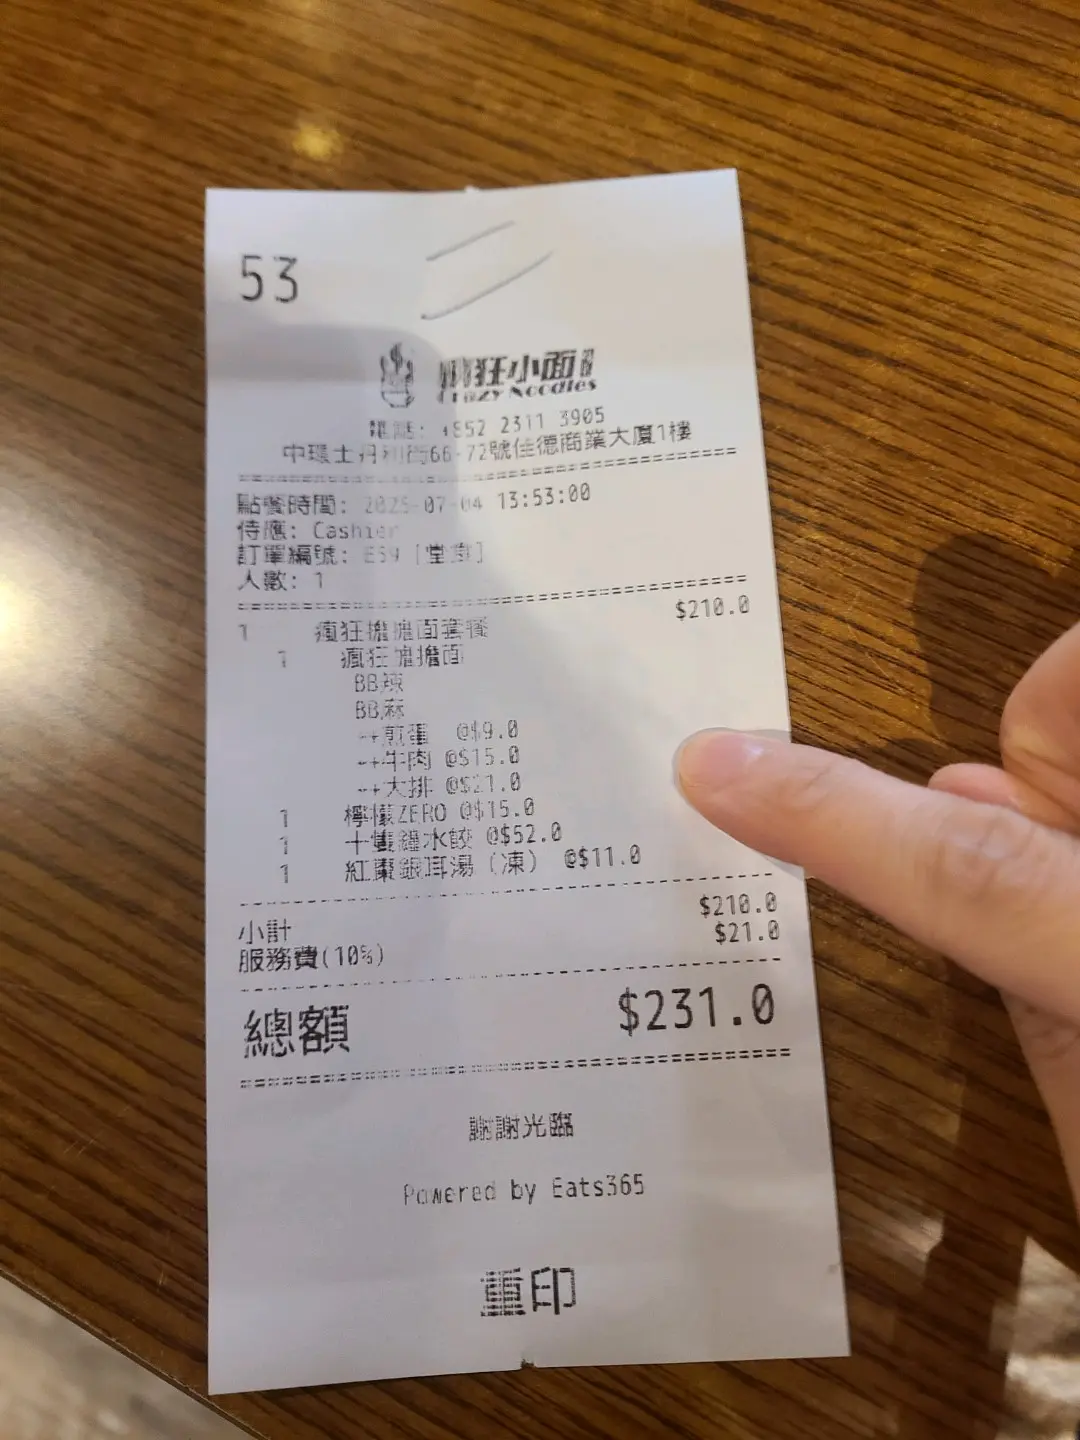 53
瘋狂小面
Crazy Noodles
電話: +852 2311 3905
中環士丹利街66-72號佳德商業大廈1樓
點餐時間: 2025-07-04 13:53:00
侍應: Cashier
訂單編號: E59 [堂食]
人數: 1
1 瘋狂擔擔面套餐 $210.0
1 瘋狂擔擔面
BB辣
BB麻
-+煎蛋 @$9.0
-+牛肉 @$15.0
-+大排 @$21.0
1 檸檬ZERO @$15.0
1 十隻鐘水餃 @$52.0
1 紅棗銀耳湯（凍） @$11.0
小計 $210.0
服務費(10%) $21.0
總額 $231.0
謝謝光臨
Powered by Eats365
重印